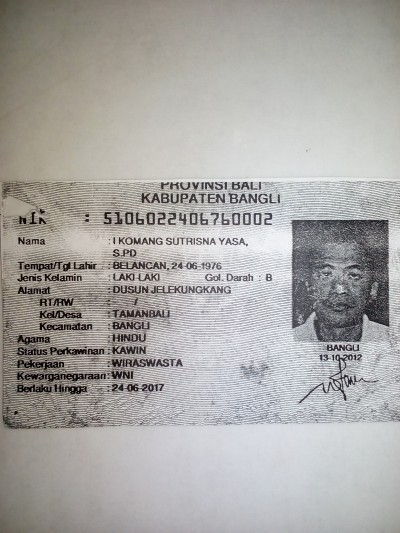 PROVINSI BALI
KABUPATEN BANGLI
NIK : 5106022406760002
Nama : I KOMANG SUTRISNA YASA,
S.PD
Tempat/Tgl Lahir : BELANCAN, 24-06-1976
Jenis Kelamin : LAKI-LAKI Gol. Darah : B
Alamat : DUSUN JELEKUNGKANG
RT/RW : /
Kel/Desa : TAMANBALI
Kecamatan : BANGLI
Agama : HINDU
Status Perkawinan : KAWIN
Pekerjaan : WIRASWASTA
Kewarganegaraan : WNI
Berlaku Hingga : 24-06-2017
BANGLI
13-10-2012